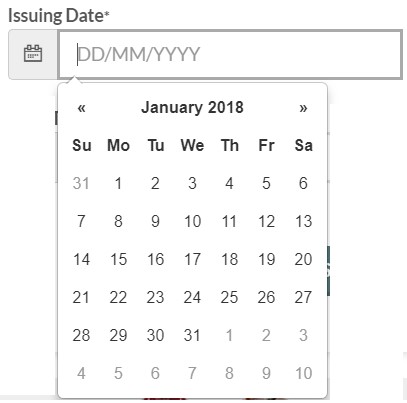 Issuing Date*
DD/MM/YYYY
« January 2018 »
Su Mo Tu We Th Fr Sa
31 1 2 3 4 5 6
7 8 9 10 11 12 13
14 15 16 17 18 19 20
21 22 23 24 25 26 27
28 29 30 31 1 2 3
4 5 6 7 8 9 10